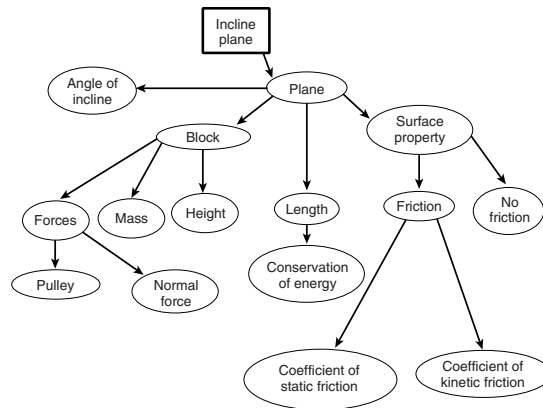 Incline
plane
Angle of
incline
Plane
Block
Surface
property
Forces
Mass
Height
Length
Friction
No
friction
Pulley
Normal
force
Conservation
of energy
Coefficient of
static friction
Coefficient of
kinetic friction